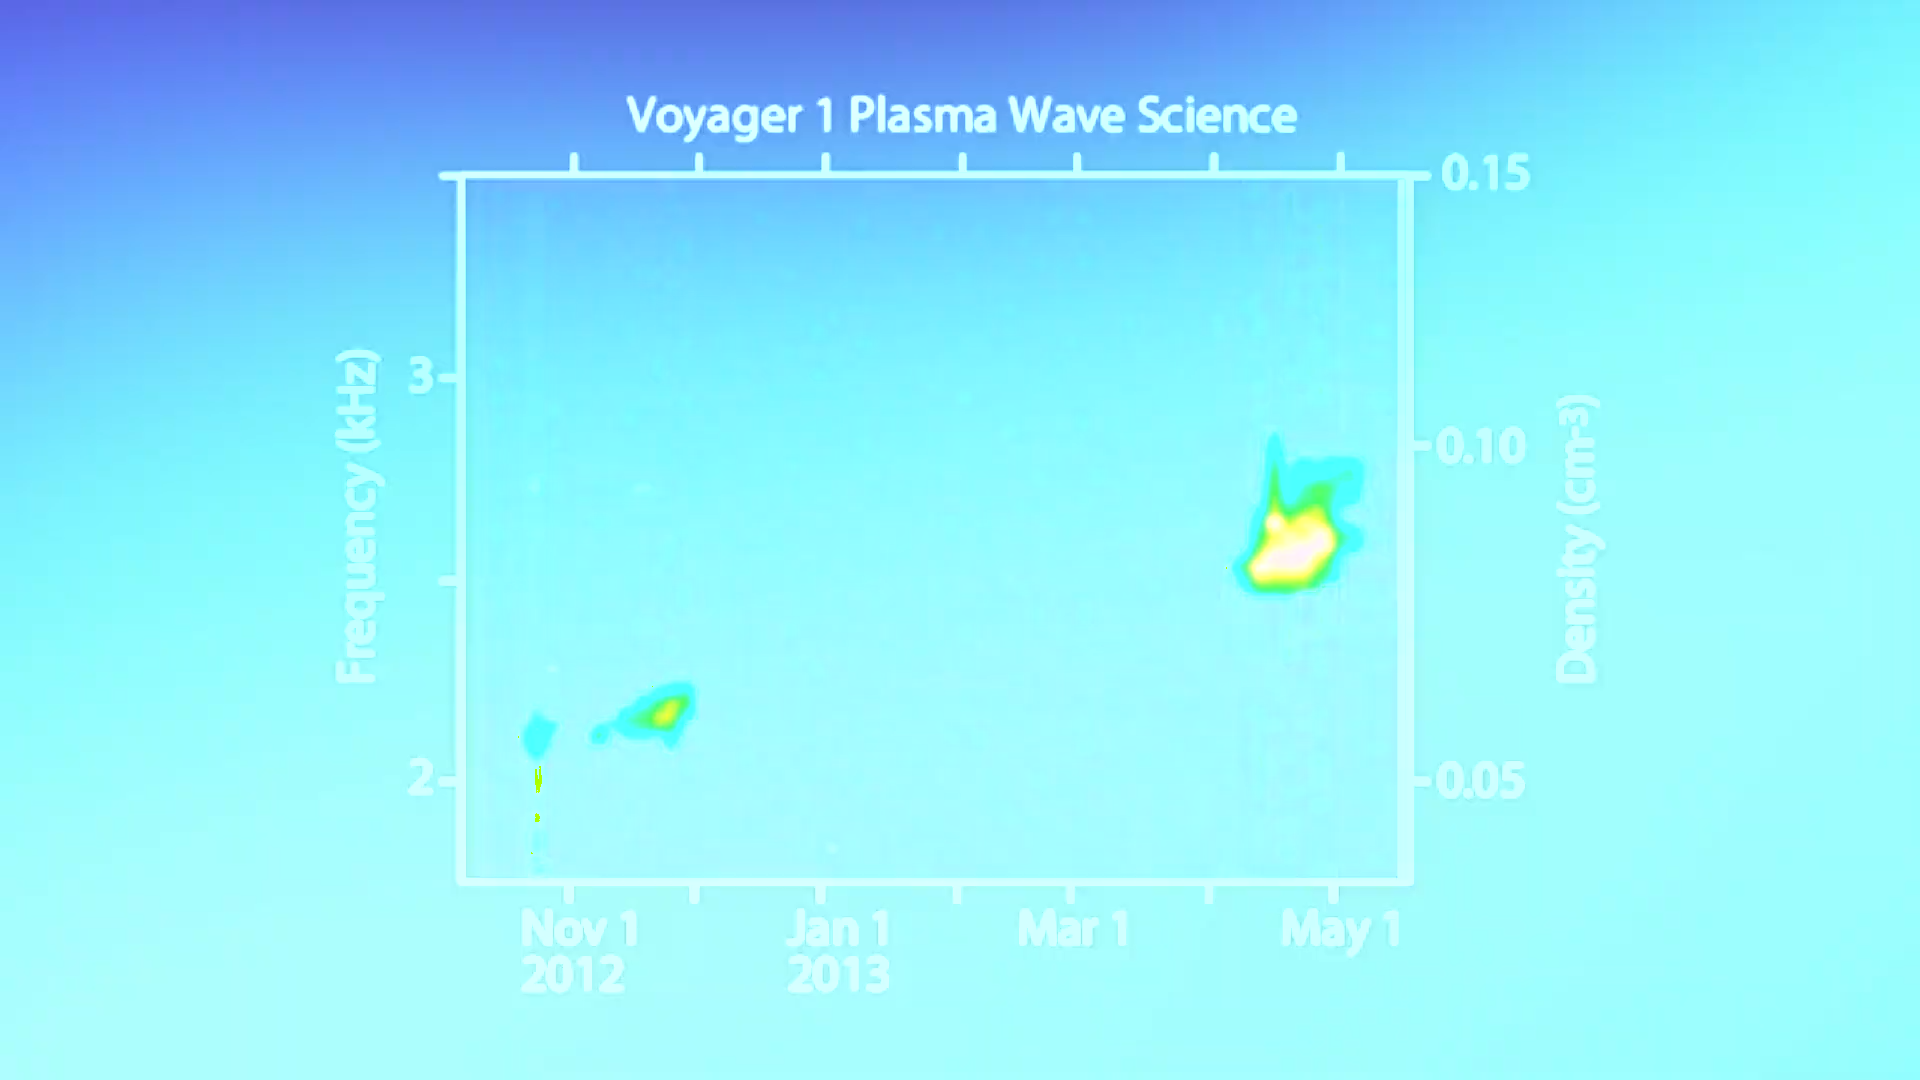 Voyager 1 Plasma Wave Science
0.15
3
0.10
Frequency (kHz)
Density (cm-3)
2
0.05
Nov 1 Jan 1 Mar 1 May 1
2012 2013